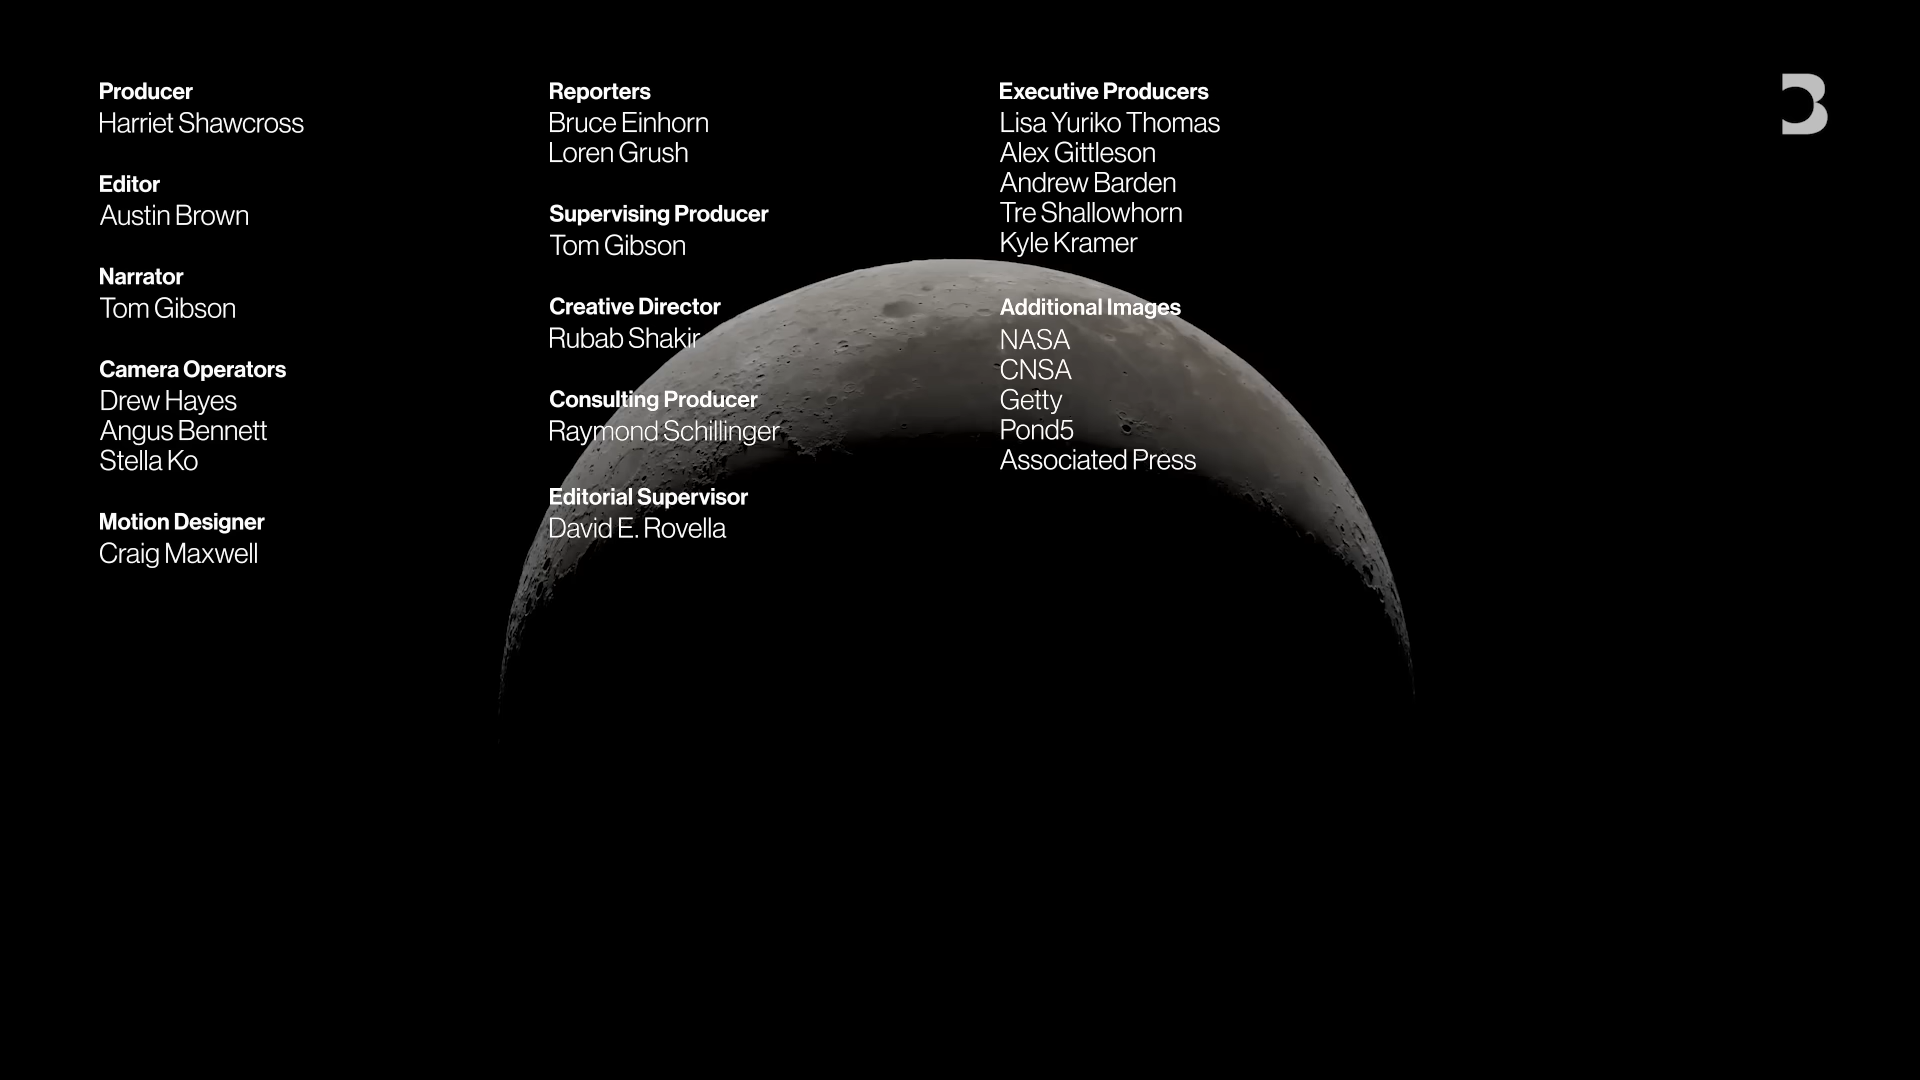 Producer
Harriet Shawcross
Editor
Austin Brown
Narrator
Tom Gibson
Camera Operators
Drew Hayes
Angus Bennett
Stella Ko
Motion Designer
Craig Maxwell
Reporters
Bruce Einhorn
Loren Grush
Supervising Producer
Tom Gibson
Creative Director
Rubab Shakir
Consulting Producer
Raymond Schillinger
Editorial Supervisor
David E. Rovella
Executive Producers
Lisa Yuriko Thomas
Alex Gittleson
Andrew Barden
Tre Shallowhorn
Kyle Kramer
Additional Images
NASA
CNSA
Getty
Pond5
Associated Press